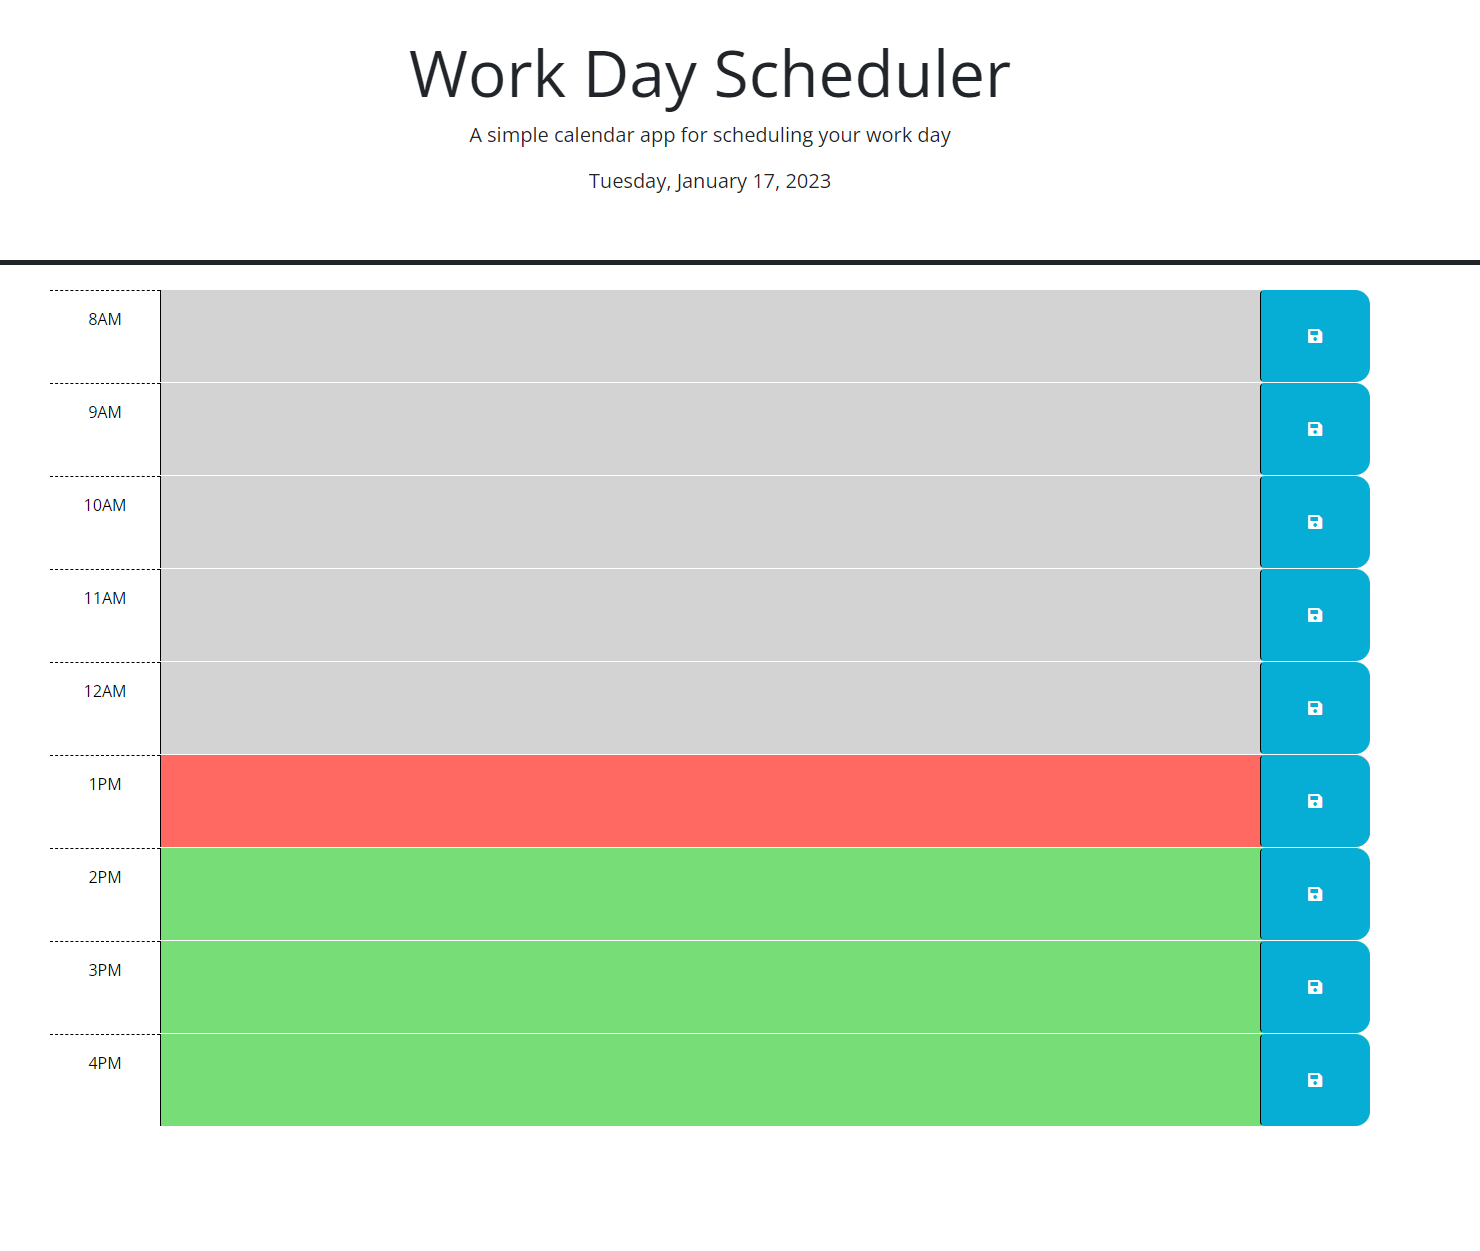 Work Day Scheduler
A simple calendar app for scheduling your work day
Tuesday, January 17, 2023
8AM
9AM
10AM
11AM
12AM
1PM
2PM
3PM
4PM